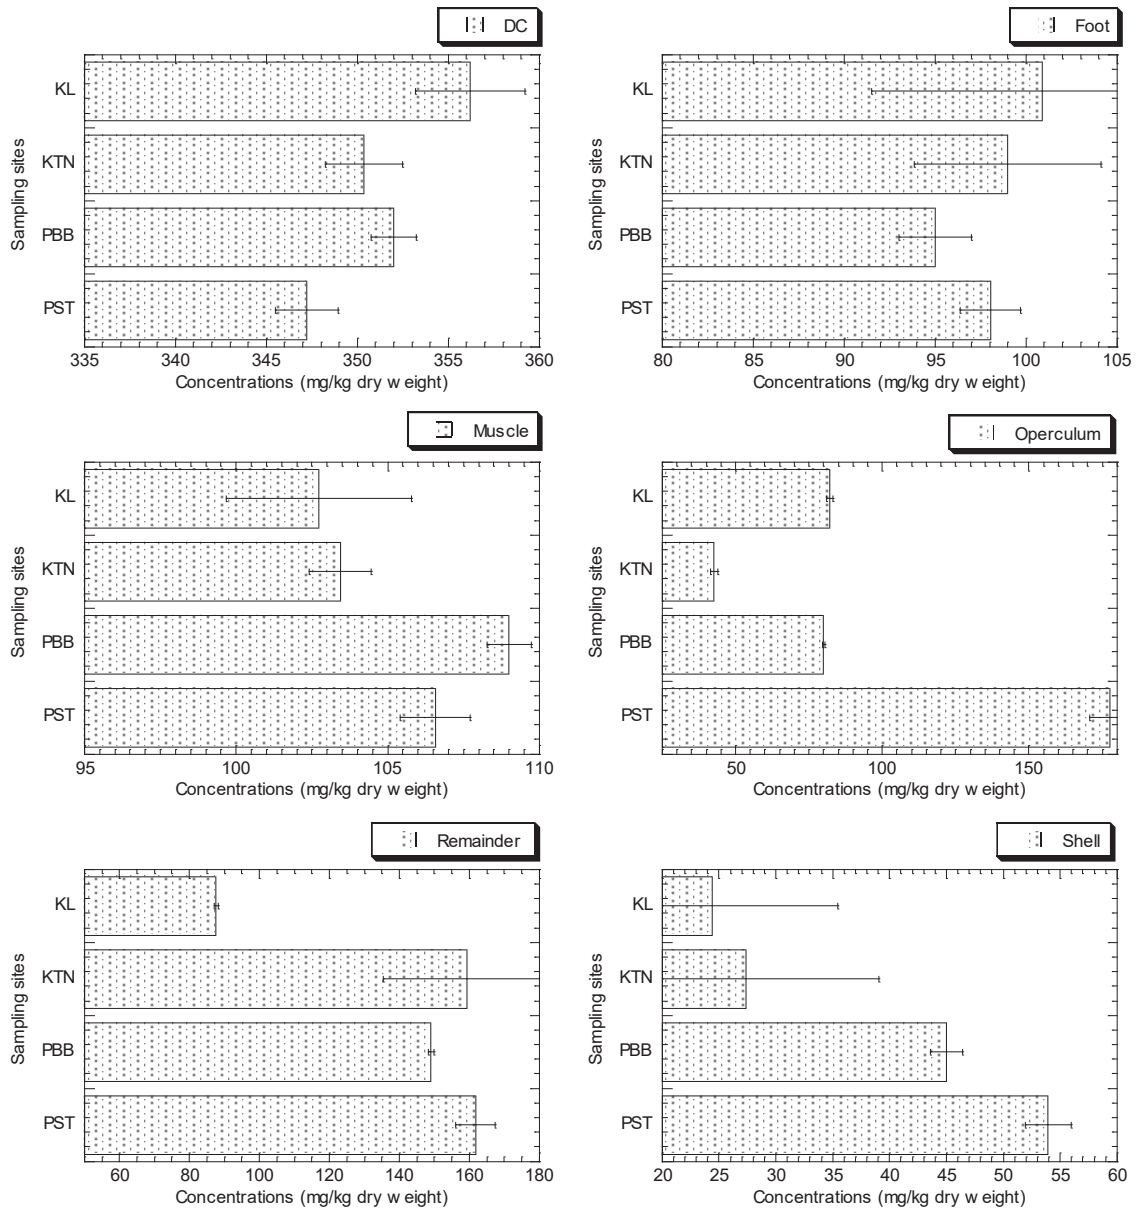 DC
Sampling sites
KL
KTN
PBB
PST
335 340 345 350 355 360
Concentrations (mg/kg dry w eight)
Foot
Sampling sites
KL
KTN
PBB
PST
80 85 90 95 100 105
Concentrations (mg/kg dry w eight)
Muscle
Sampling sites
KL
KTN
PBB
PST
95 100 105 110
Concentrations (mg/kg dry w eight)
Operculum
Sampling sites
KL
KTN
PBB
PST
50 100 150
Concentrations (mg/kg dry w eight)
Remainder
Sampling sites
KL
KTN
PBB
PST
60 80 100 120 140 160 180
Concentrations (mg/kg dry w eight)
Shell
Sampling sites
KL
KTN
PBB
PST
20 25 30 35 40 45 50 55 60
Concentrations (mg/kg dry w eight)